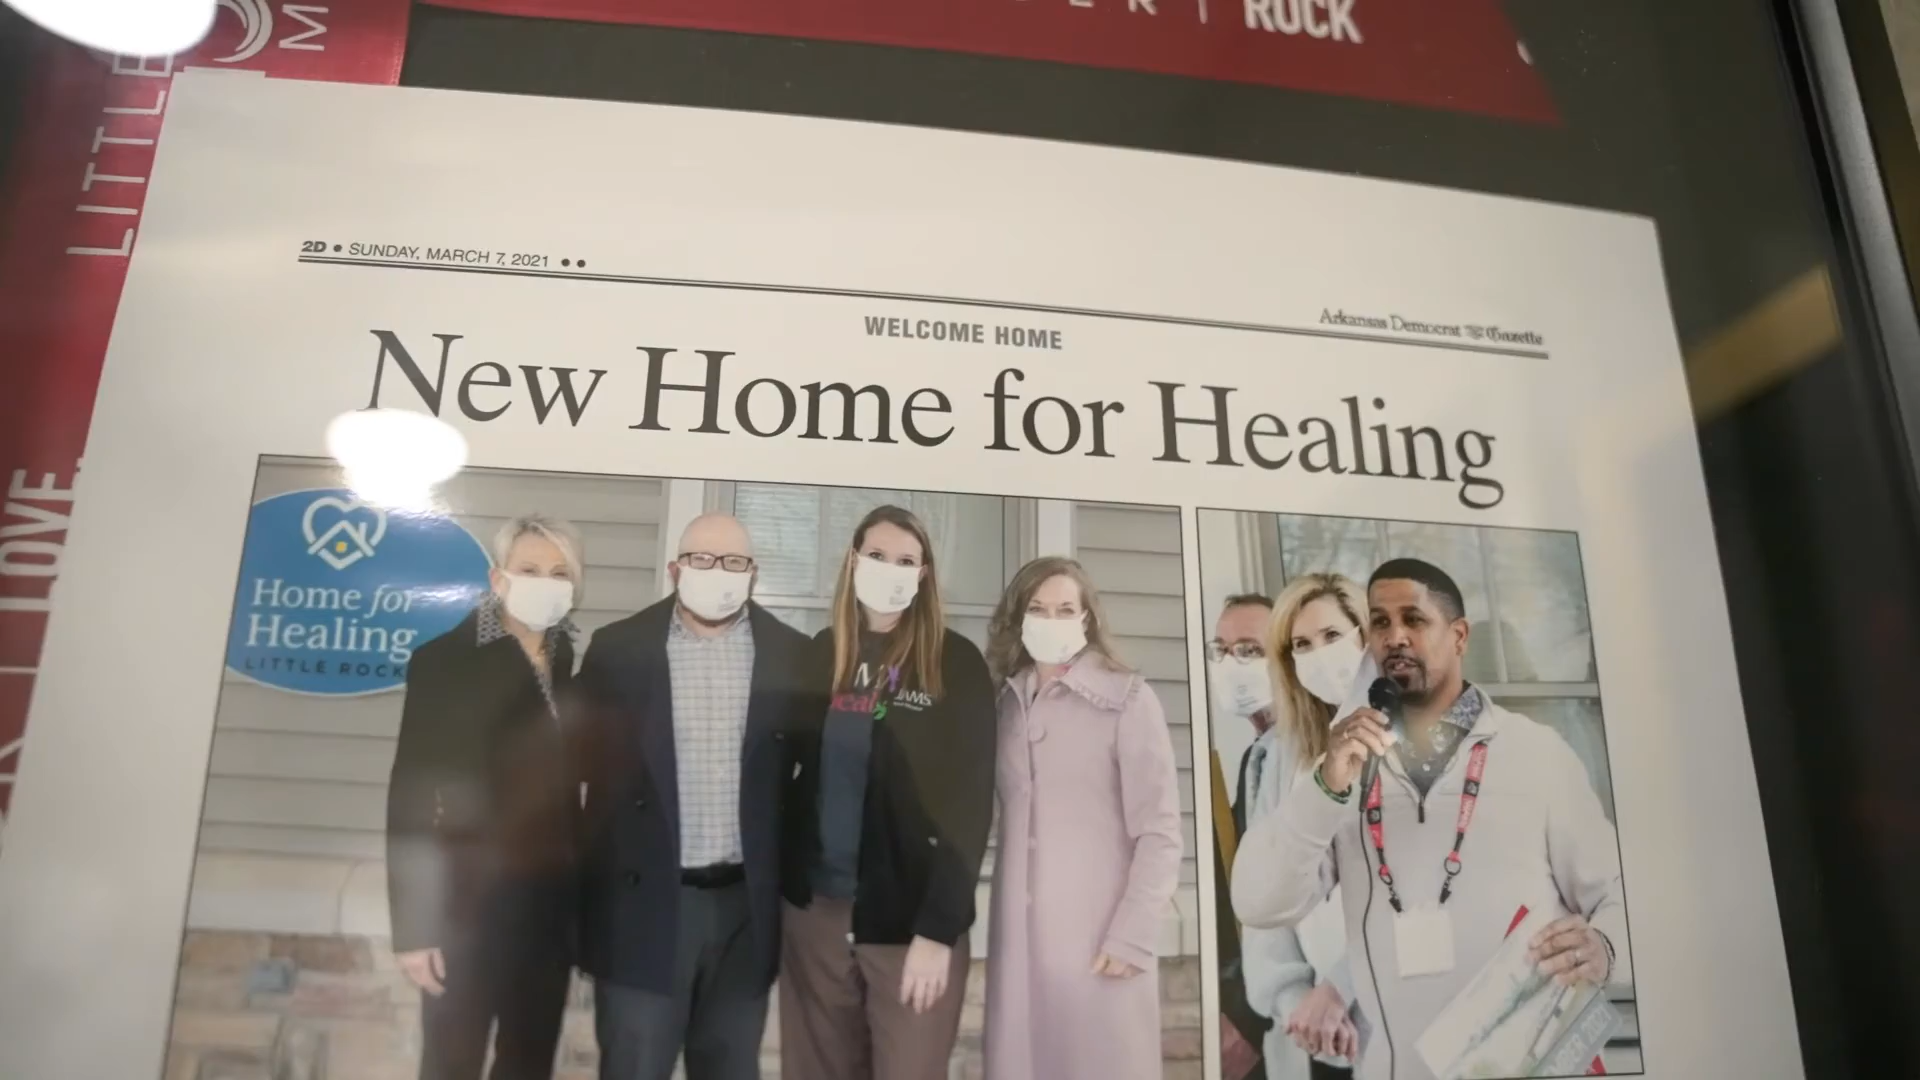 ROCK
LITTLE
M
LOVE
2D • SUNDAY, MARCH 7, 2021 ••
Arkansas Democrat Gazette
WELCOME HOME
New Home for Healing
Home for
Healing
LITTLE ROCK